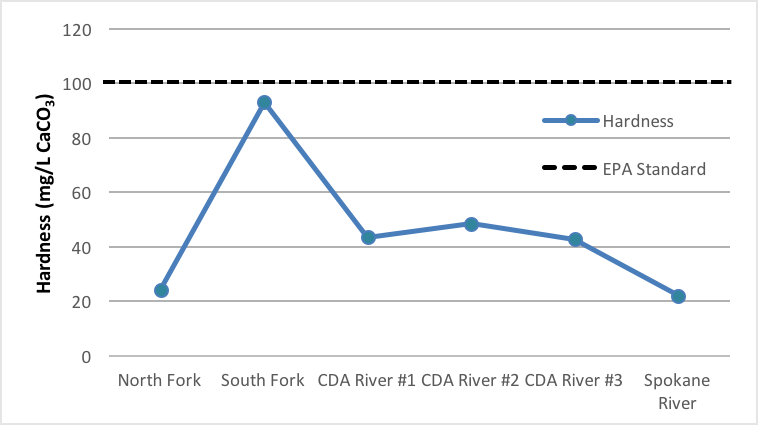 120
100
80
60
40
20
0
Hardness (mg/L CaCO₃)
Hardness
EPA Standard
North Fork
South Fork
CDA River #1
CDA River #2
CDA River #3
Spokane
River